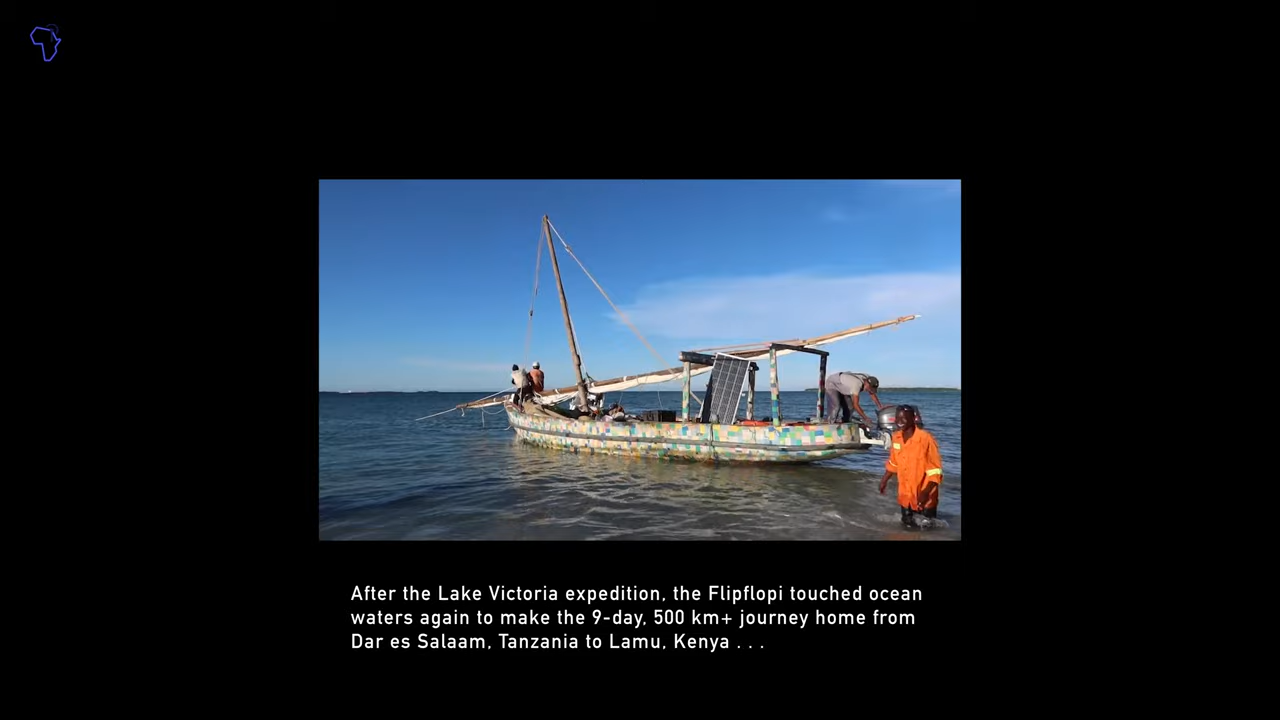 After the Lake Victoria expedition, the Flipflopi touched ocean
waters again to make the 9-day, 500 km+ journey home from
Dar es Salaam, Tanzania to Lamu, Kenya . . .